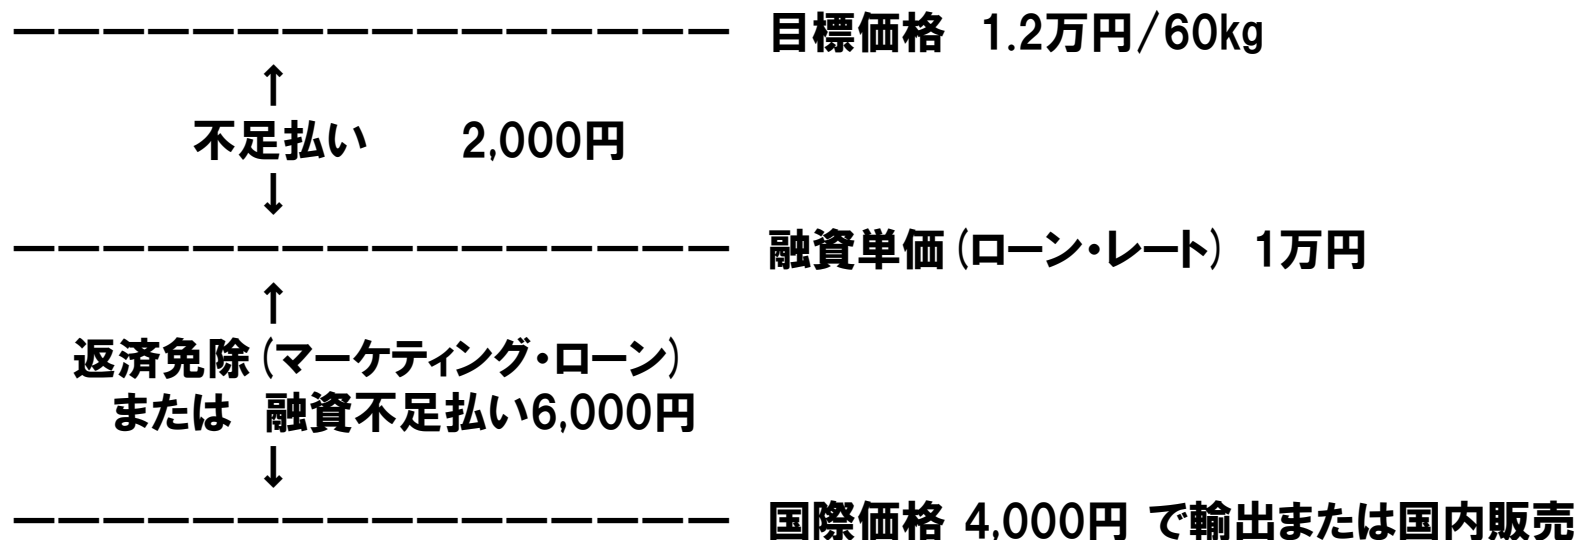 目標価格 1.2万円/60kg
↑
不足払い 2,000円
↓
融資単価(ローン・レート) 1万円
↑
返済免除(マーケティング・ローン)
または 融資不足払い6,000円
↓
国際価格 4,000円 で輸出または国内販売